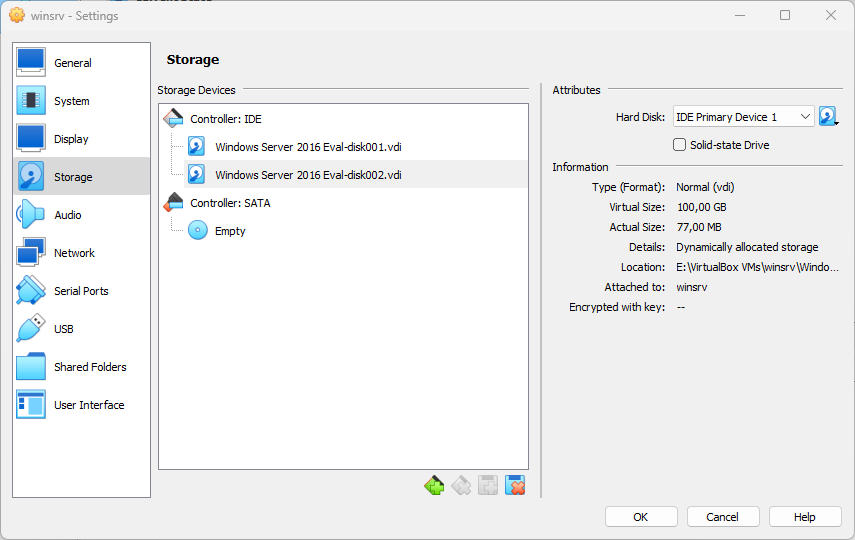 winsrv - Settings
General
System
Display
Storage
Audio
Network
Serial Ports
USB
Shared Folders
User Interface
Storage
Storage Devices
Controller: IDE
Windows Server 2016 Eval-disk001.vdi
Windows Server 2016 Eval-disk002.vdi
Controller: SATA
Empty
Attributes
Hard Disk: IDE Primary Device 1
Solid-state Drive
Information
Type (Format): Normal (vdi)
Virtual Size: 100,00 GB
Actual Size: 77,00 MB
Details: Dynamically allocated storage
Location: E:\VirtualBox VMs\winsrv\Windo...
Attached to: winsrv
Encrypted with key: --
OK Cancel Help